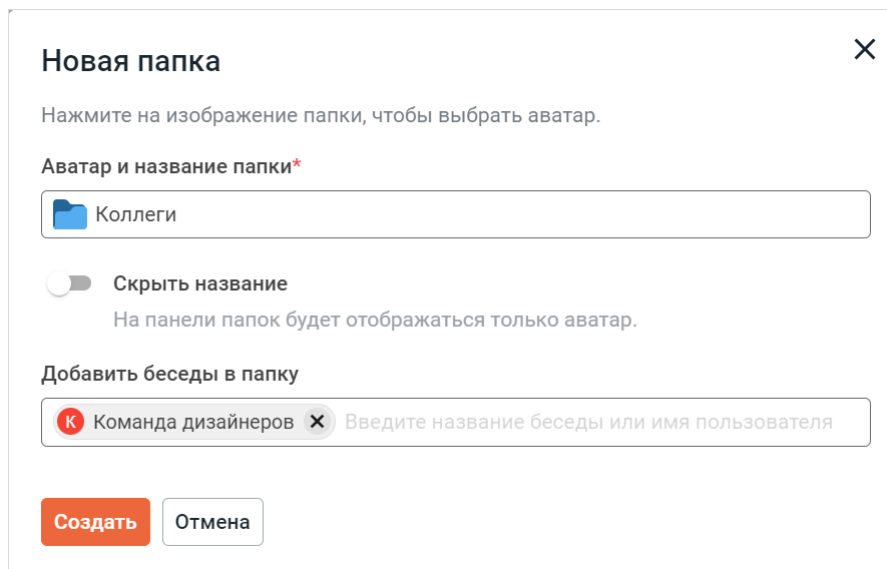 Новая папка
Нажмите на изображение папки, чтобы выбрать аватар.
Аватар и название папки*
Коллеги
Скрыть название
На панели папок будет отображаться только аватар.
Добавить беседы в папку
К Команда дизайнеров Введите название беседы или имя пользователя
Создать Отмена